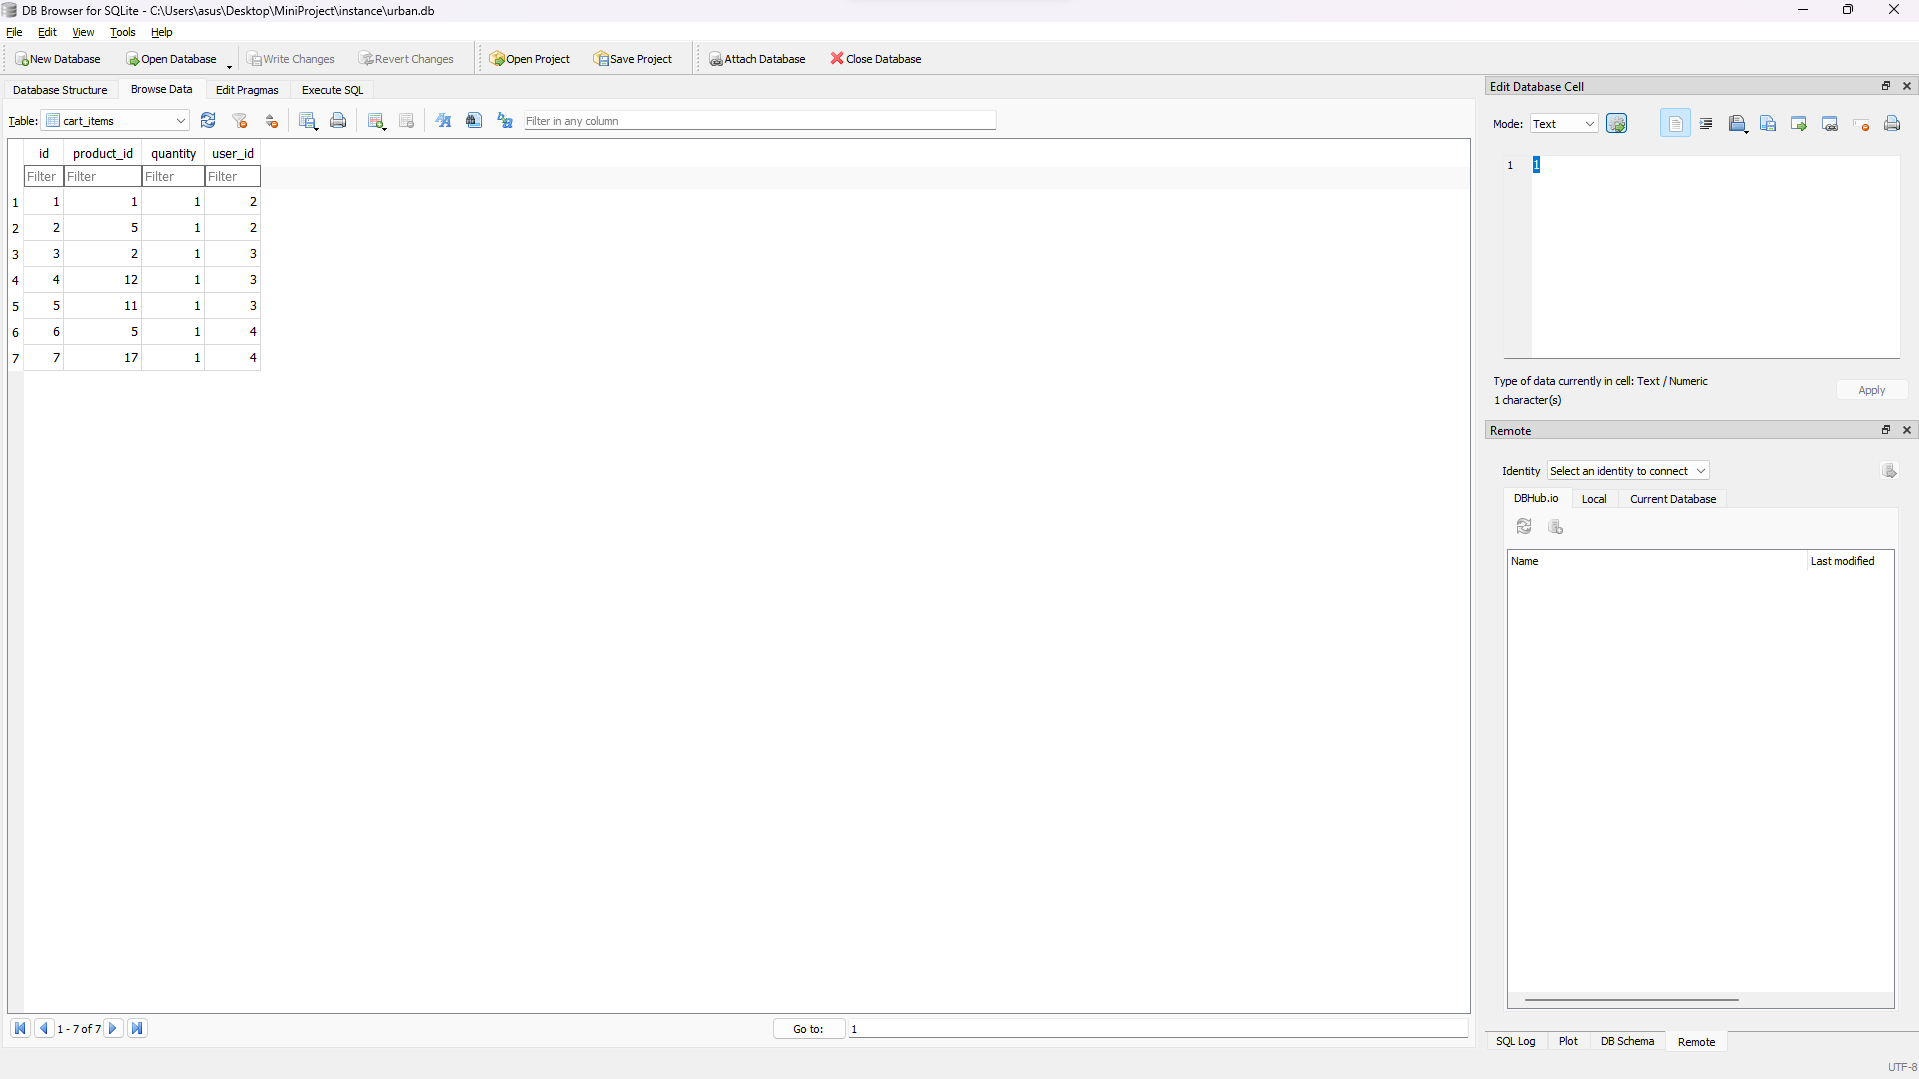 DB Browser for SQLite - C:\Users\asus\Desktop\MiniProject\instance\urban.db
File Edit View Tools Help
New Database Open Database Write Changes Revert Changes Open Project Save Project Attach Database Close Database
Database Structure Browse Data Edit Pragmas Execute SQL
Table: cart_items Filter in any column
id product_id quantity user_id
Filter Filter Filter Filter
1 1 1 1 2
2 2 5 1 2
3 3 2 1 3
4 4 12 1 3
5 5 11 1 3
6 6 5 1 4
7 7 17 1 4
1 - 7 of 7 Go to: 1
Edit Database Cell
Mode: Text
1 1
Type of data currently in cell: Text / Numeric
1 character(s)
Apply
Remote
Identity Select an identity to connect
DBHub.io Local Current Database
Name Last modified
SQL Log Plot DB Schema Remote
UTF-8